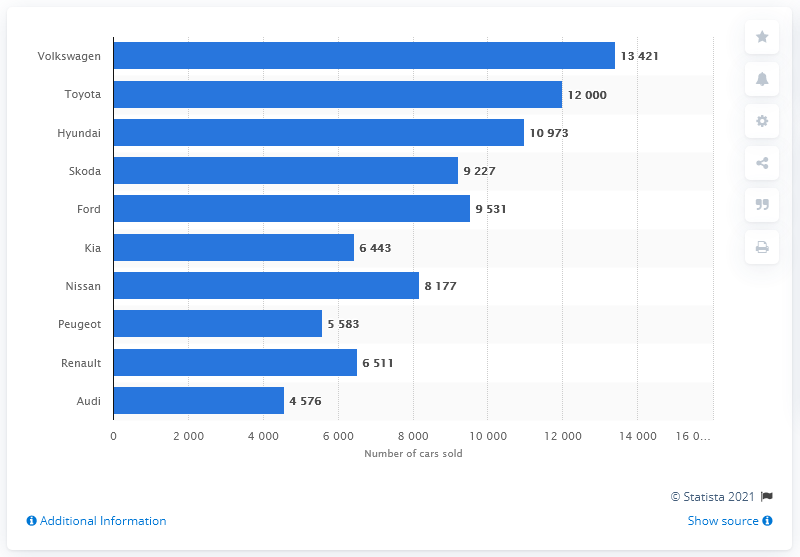 Volkswagen 13 421
Toyota 12 000
Hyundai 10 973
Skoda 9 227
Ford 9 531
Kia 6 443
Nissan 8 177
Peugeot 5 583
Renault 6 511
Audi 4 576
0 2 000 4 000 6 000 8 000 10 000 12 000 14 000 16 0…
Number of cars sold
© Statista 2021
Additional Information Show source